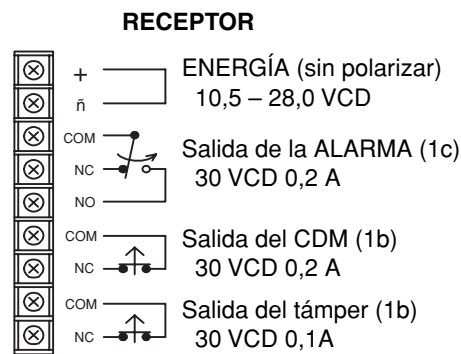 RECEPTOR
+
ñ
ENERGÍA (sin polarizar)
10,5 – 28,0 VCD
COM
NC
NO
Salida de la ALARMA (1c)
30 VCD 0,2 A
COM
NC
Salida del CDM (1b)
30 VCD 0,2 A
COM
NC
Salida del támper (1b)
30 VCD 0,1A